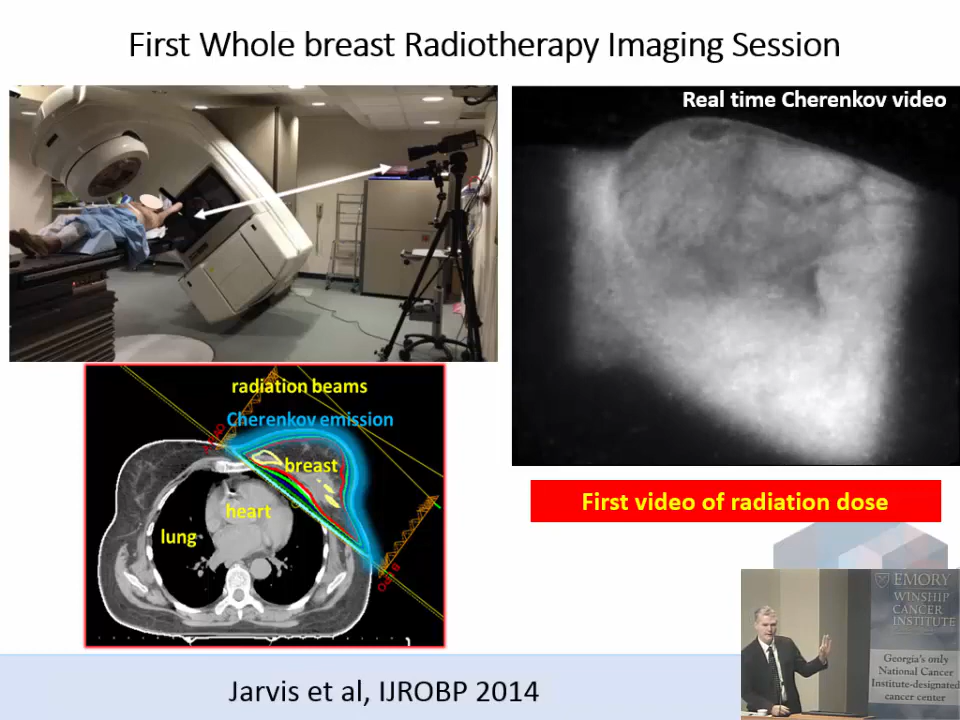 First Whole breast Radiotherapy Imaging Session
Real time Cherenkov video
radiation beams
Cherenkov emission
breast
heart
lung
First video of radiation dose
EMORY
WINSHIP
CANCER
INSTITUTE
Georgia's only
National Cancer
Institute-designated
cancer center
Jarvis et al, IJROBP 2014